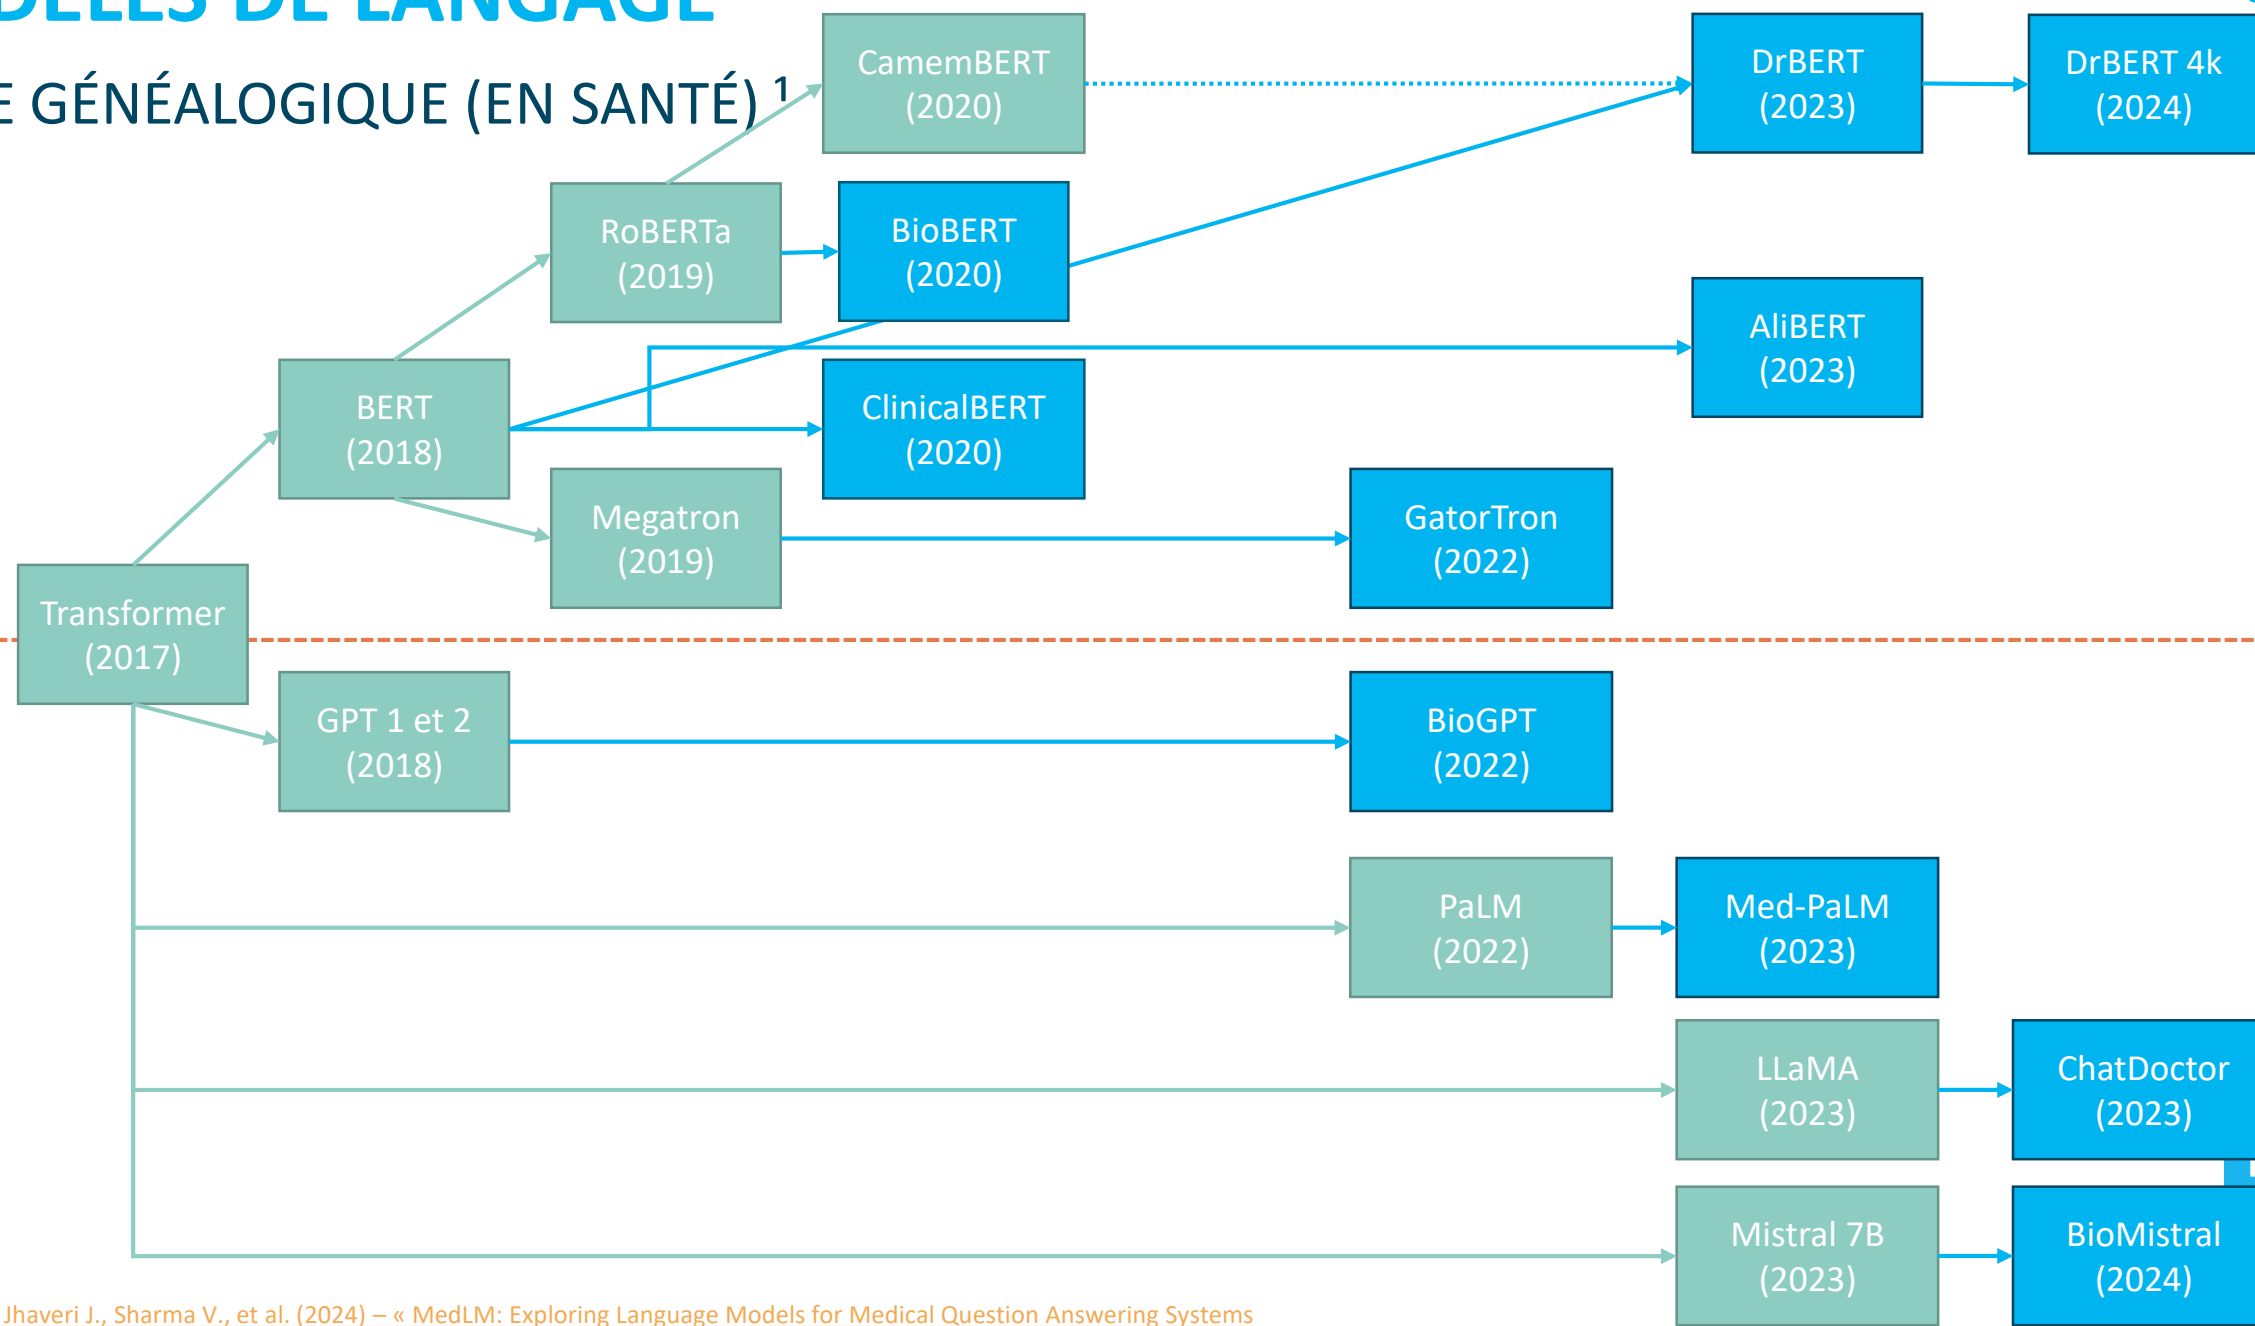 DÈLES DE LANGAGE
E GÉNÉALOGIQUE (EN SANTÉ) ¹
CamemBERT
(2020)
DrBERT
(2023)
DrBERT 4k
(2024)
RoBERTa
(2019)
BioBERT
(2020)
AliBERT
(2023)
BERT
(2018)
ClinicalBERT
(2020)
Megatron
(2019)
GatorTron
(2022)
Transformer
(2017)
GPT 1 et 2
(2018)
BioGPT
(2022)
PaLM
(2022)
Med-PaLM
(2023)
LLaMA
(2023)
ChatDoctor
(2023)
Mistral 7B
(2023)
BioMistral
(2024)
Jhaveri J., Sharma V., et al. (2024) – « MedLM: Exploring Language Models for Medical Question Answering Systems